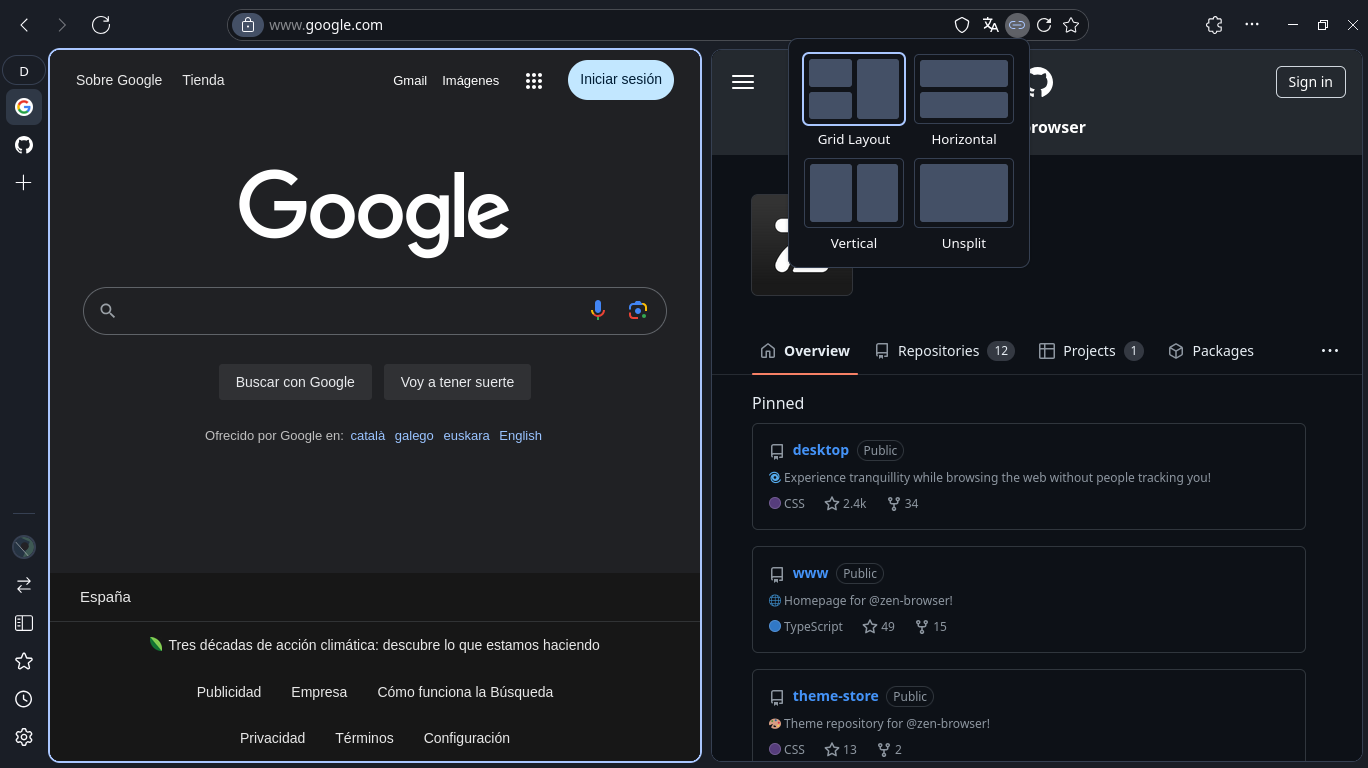 www.google.com
D
Sobre Google Tienda Gmail Imágenes Iniciar sesión
Google
Buscar con Google Voy a tener suerte
Ofrecido por Google en: català galego euskara English
España
Tres décadas de acción climática: descubre lo que estamos haciendo
Publicidad Empresa Cómo funciona la Búsqueda
Privacidad Términos Configuración
Grid Layout Horizontal
Vertical Unsplit
Sign in
rowser
Overview Repositories 12 Projects 1 Packages
Pinned
desktop Public
Experience tranquillity while browsing the web without people tracking you!
CSS 2.4k 34
www Public
Homepage for @zen-browser!
TypeScript 49 15
theme-store Public
Theme repository for @zen-browser!
CSS 13 2